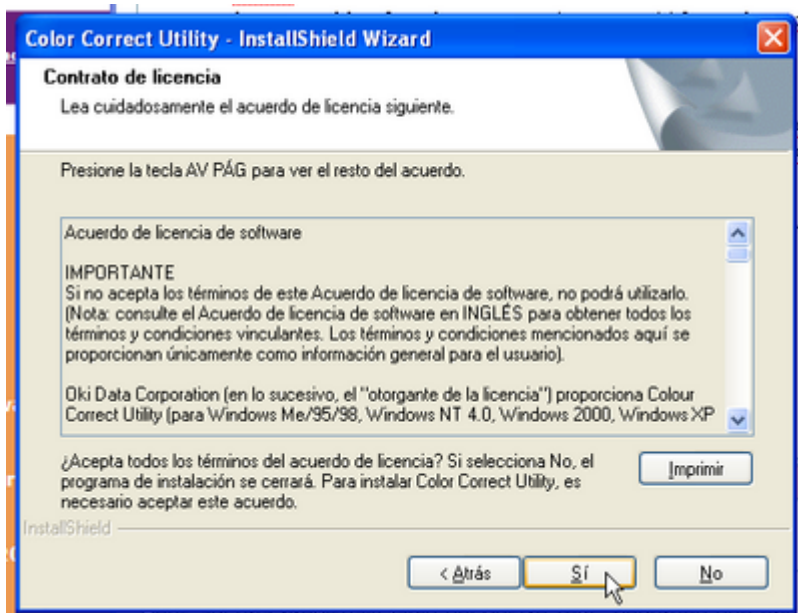 Color Correct Utility - InstallShield Wizard
Contrato de licencia
Lea cuidadosamente el acuerdo de licencia siguiente.
Presione la tecla AV PÁG para ver el resto del acuerdo.
Acuerdo de licencia de software
IMPORTANTE
Si no acepta los términos de este Acuerdo de licencia de software, no podrá utilizarlo.
(Nota: consulte el Acuerdo de licencia de software en INGLÉS para obtener todos los
términos y condiciones vinculantes. Los términos y condiciones mencionados aquí se
proporcionan únicamente como información general para el usuario).
Oki Data Corporation (en lo sucesivo, el "otorgante de la licencia") proporciona Colour
Correct Utility (para Windows Me/95/98, Windows NT 4.0, Windows 2000, Windows XP
¿Acepta todos los términos del acuerdo de licencia? Si selecciona No, el
programa de instalación se cerrará. Para instalar Color Correct Utility, es
necesario aceptar este acuerdo.
Imprimir
InstallShield
< Atrás
Sí
No